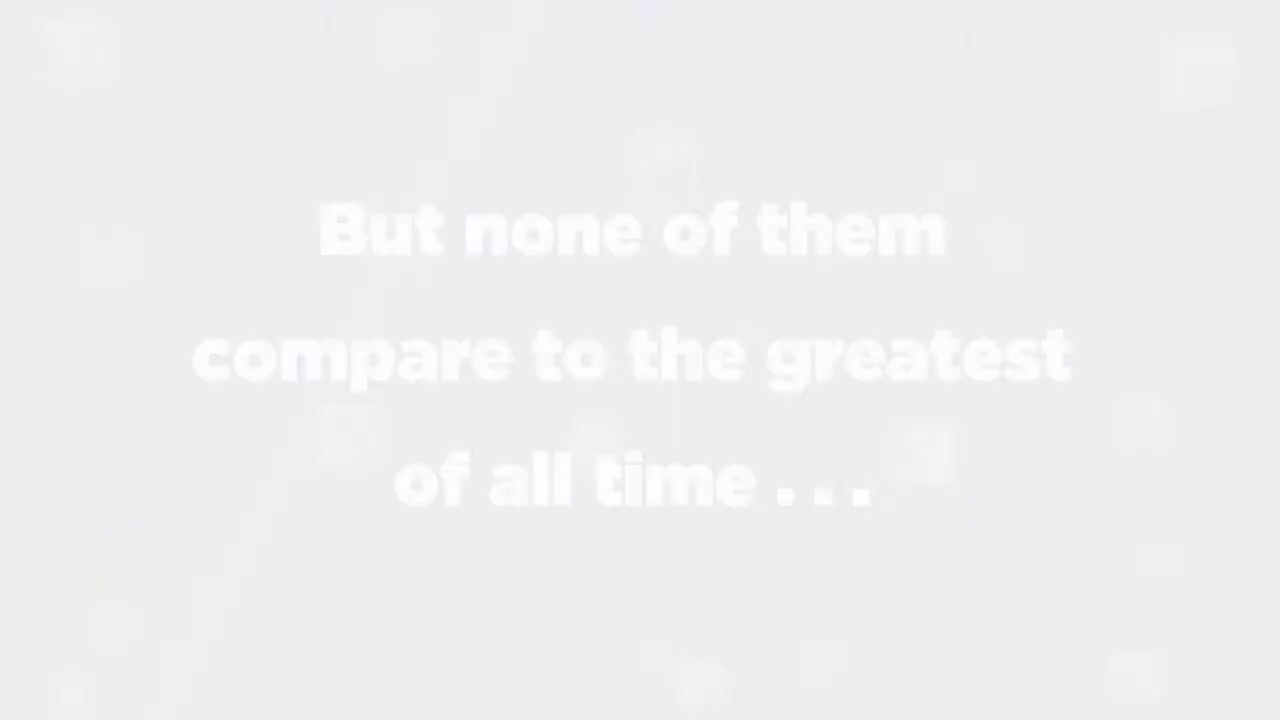 But none of them
compare to the greatest
of all time . . .